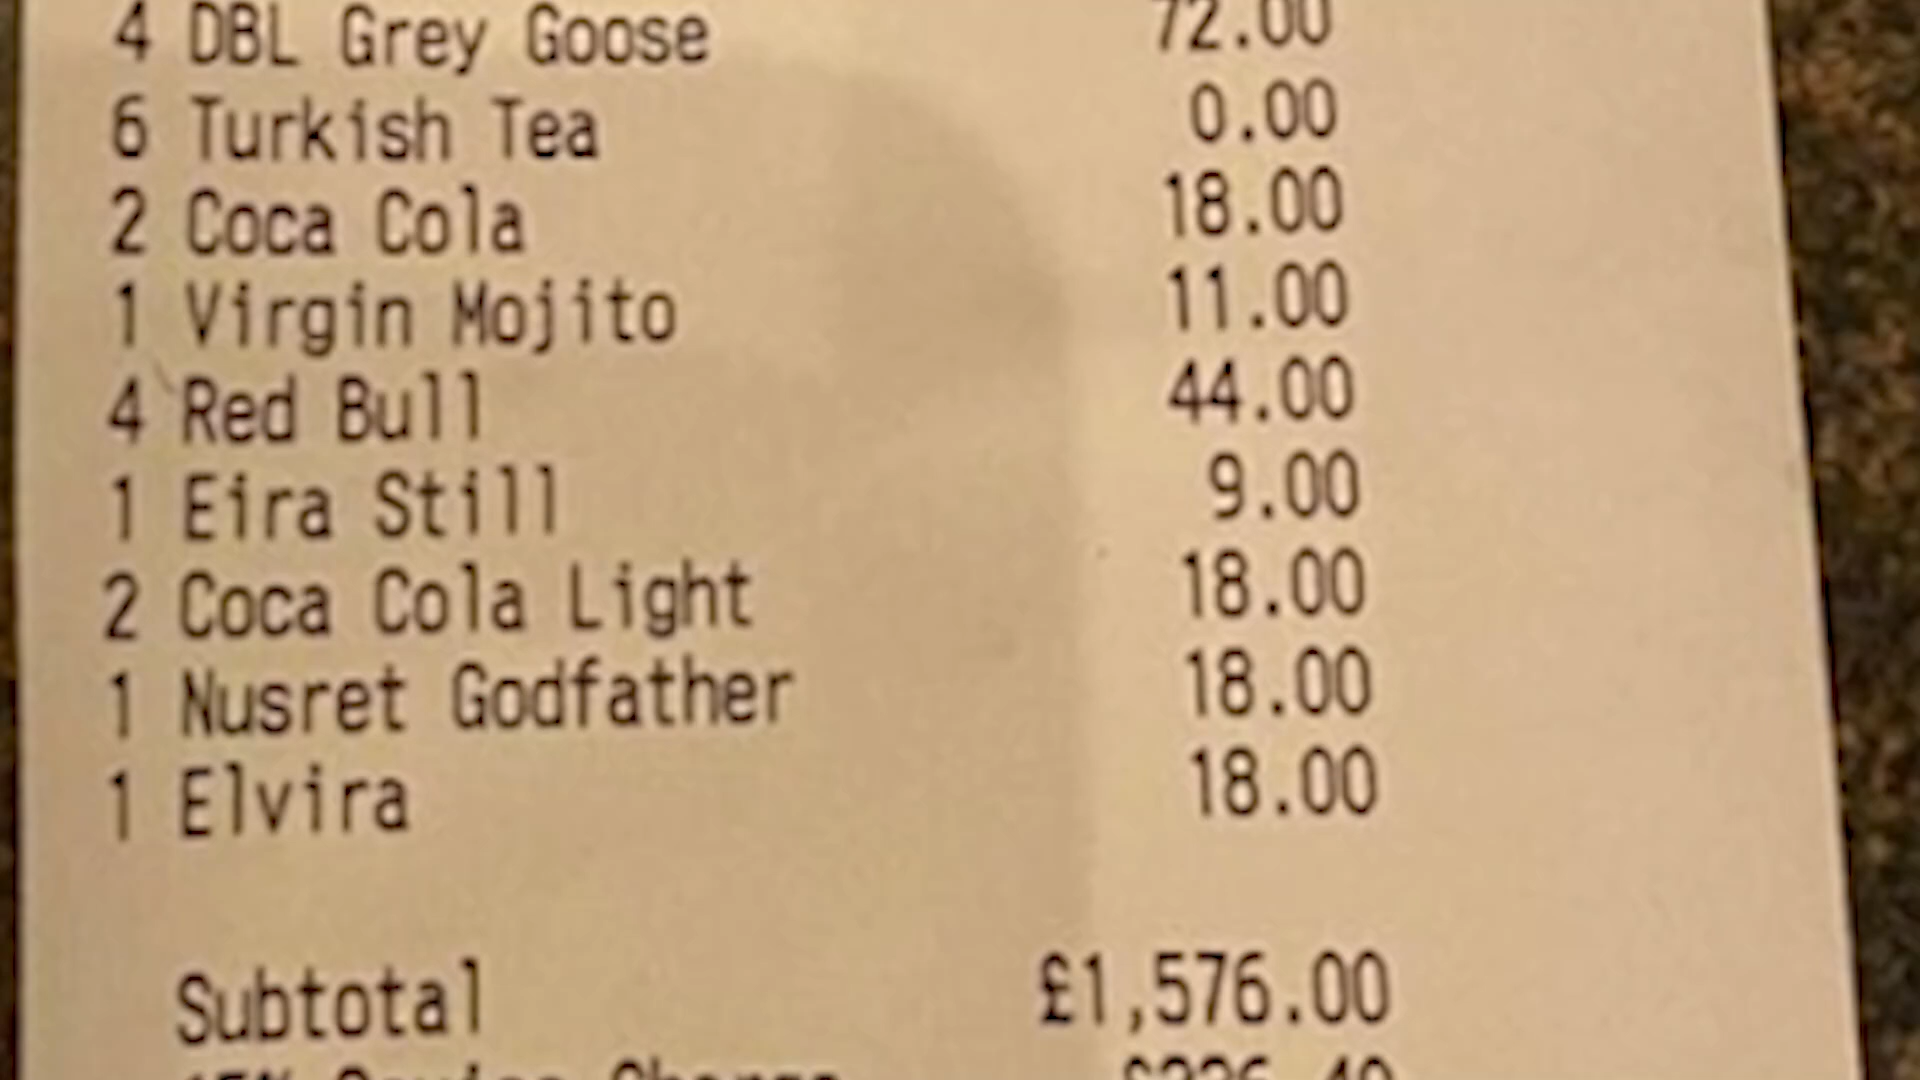 4 DBL Grey Goose 72.00
6 Turkish Tea 0.00
2 Coca Cola 18.00
1 Virgin Mojito 11.00
4 Red Bull 44.00
1 Eira Still 9.00
2 Coca Cola Light 18.00
1 Nusret Godfather 18.00
1 Elvira 18.00
Subtotal £1,576.00